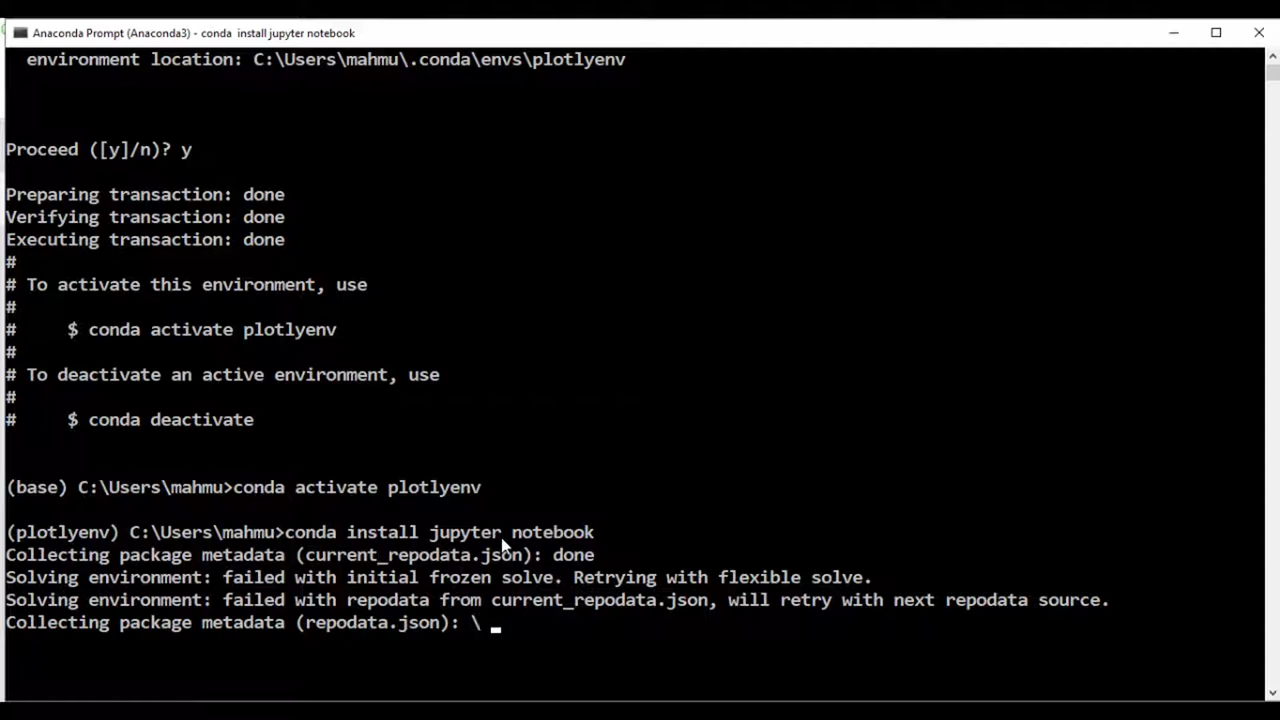 Anaconda Prompt (Anaconda3) - conda  install jupyter notebook
environment location: C:\Users\mahmu\.conda\envs\plotlyenv
Proceed ([y]/n)? y
Preparing transaction: done
Verifying transaction: done
Executing transaction: done
#
# To activate this environment, use
#
#     $ conda activate plotlyenv
#
# To deactivate an active environment, use
#
#     $ conda deactivate
(base) C:\Users\mahmu>conda activate plotlyenv
(plotlyenv) C:\Users\mahmu>conda install jupyter notebook
Collecting package metadata (current_repodata.json): done
Solving environment: failed with initial frozen solve. Retrying with flexible solve.
Solving environment: failed with repodata from current_repodata.json, will retry with next repodata source.
Collecting package metadata (repodata.json): \